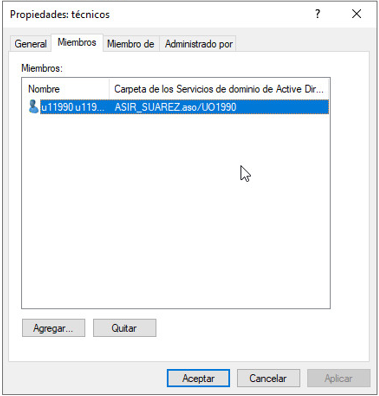 Propiedades: técnicos
General Miembros Miembro de Administrado por
Miembros:
Nombre Carpeta de los Servicios de dominio de Active Dir...
u11990 u119... ASIR_SUAREZ.aso/UO1990
Agregar... Quitar
Aceptar Cancelar Aplicar